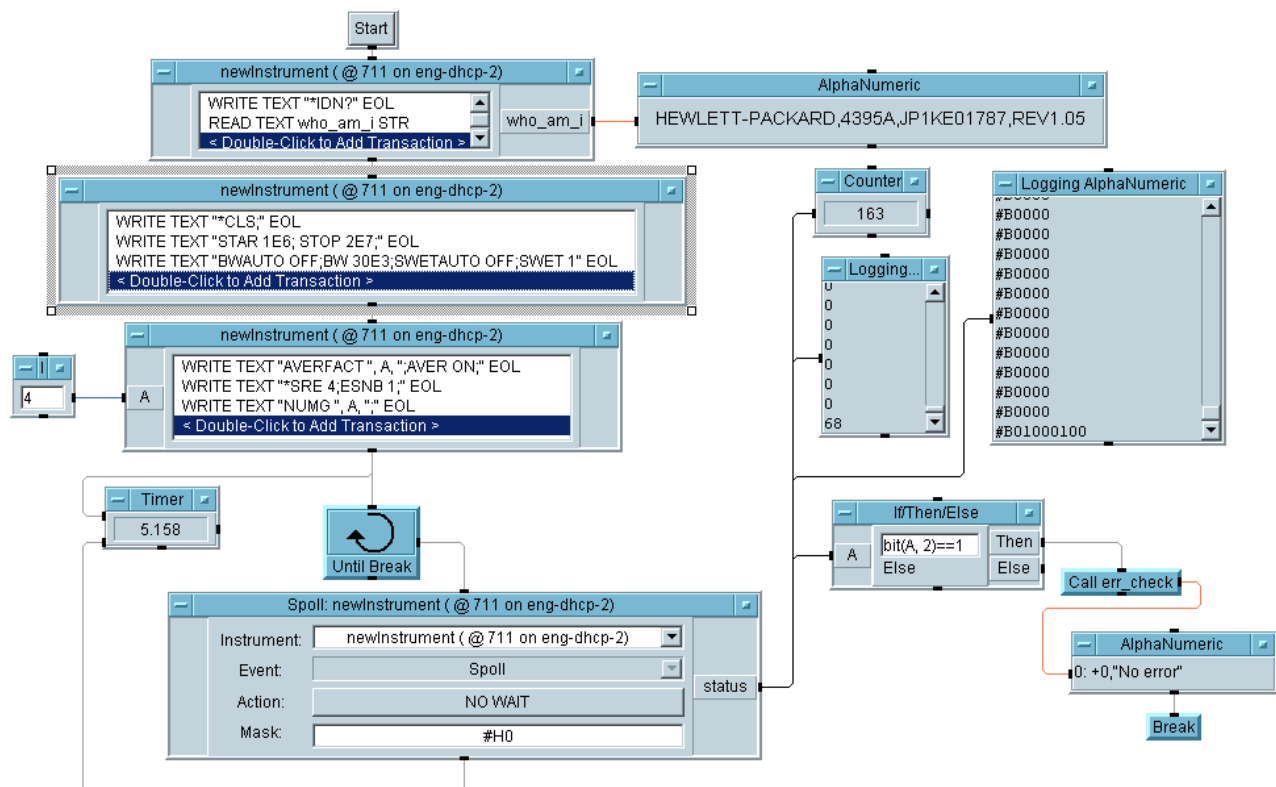 Start
newInstrument ( @ 711 on eng-dhcp-2)
WRITE TEXT "*IDN?" EOL
READ TEXT who_am_i STR
< Double-Click to Add Transaction >
who_am_i
AlphaNumeric
HEWLETT-PACKARD,4395A,JP1KE01787,REV1.05
newInstrument ( @ 711 on eng-dhcp-2)
WRITE TEXT "*CLS;" EOL
WRITE TEXT "STAR 1E6; STOP 2E7;" EOL
WRITE TEXT "BWAUTO OFF;BW 30E3;SWETAUTO OFF;SWET 1" EOL
< Double-Click to Add Transaction >
Counter
163
Logging AlphaNumeric
#B0000
#B0000
#B0000
#B0000
#B0000
#B0000
#B0000
#B0000
#B0000
#B0000
#B0000
#B0000
#B01000100
Logging...
0
0
0
0
0
0
0
68
newInstrument ( @ 711 on eng-dhcp-2)
WRITE TEXT "AVERFACT ", A, ";AVER ON;" EOL
WRITE TEXT "*SRE 4;ESNB 1;" EOL
WRITE TEXT "NUMG ", A, ";" EOL
< Double-Click to Add Transaction >
A
I
4
Timer
5.158
Until Break
If/Then/Else
A
bit(A, 2)==1
Then
Else
Else
Call err_check
AlphaNumeric
0: +0,"No error"
Break
Spoll: newInstrument ( @ 711 on eng-dhcp-2)
Instrument:
newInstrument ( @ 711 on eng-dhcp-2)
Event:
Spoll
Action:
NO WAIT
Mask:
#H0
status